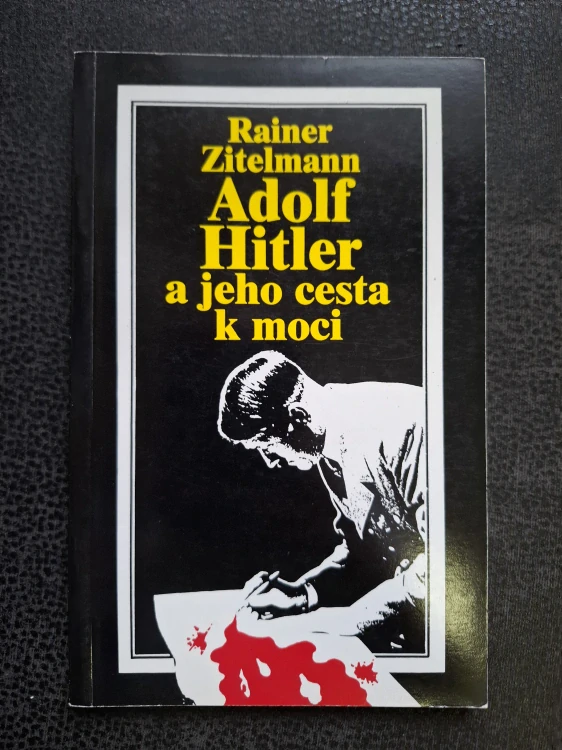 Rainer
Zitelmann
Adolf
Hitler
a jeho cesta
k moci